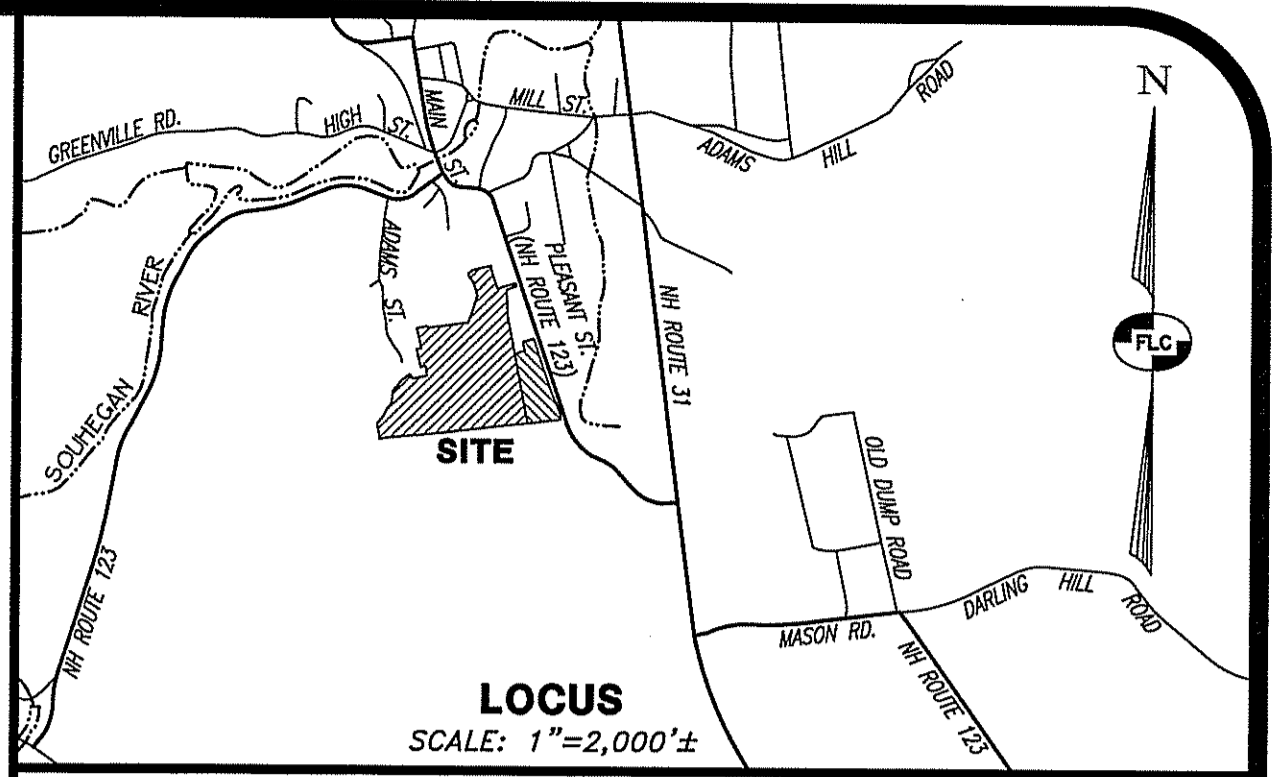 N
GREENVILLE RD.
HIGH ST.
MAIN ST.
MILL ST.
ADAMS HILL ROAD
ADAMS ST.
PLEASANT ST.
(NH ROUTE 123)
NH ROUTE 31
FLC
SOUHEGAN RIVER
SITE
OLD DUMP ROAD
NH ROUTE 123
DARLING HILL ROAD
MASON RD.
NH ROUTE 123
LOCUS
SCALE: 1"=2,000'±